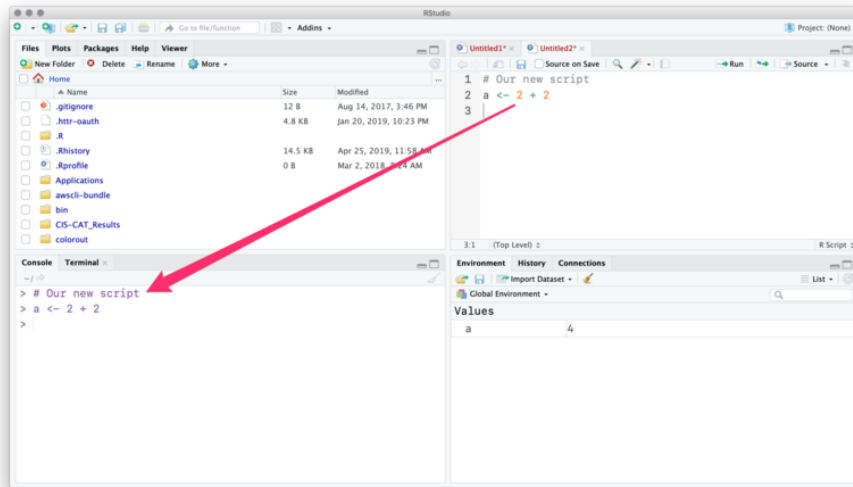 RStudio
Go to file/function
Addins
Project: (None)
Files Plots Packages Help Viewer
New Folder Delete Rename More
Home
Name Size Modified
.gitignore 12 B Aug 14, 2017, 3:46 PM
.httr-oauth 4.8 KB Jan 20, 2019, 10:23 PM
.R
.Rhistory 14.5 KB Apr 25, 2019, 11:58
.Rprofile 0 B Mar 2, 2018, AM
Applications
awscli-bundle
bin
CIS-CAT_Results
colorout
Untitled1* Untitled2*
Source on Save Run Source
1 # Our new script
2 a <- 2 + 2
3
3:1 (Top Level) R Script
Console Terminal
~/
> # Our new script
> a <- 2 + 2
>
Environment History Connections
Import Dataset List
Global Environment
Values
a 4